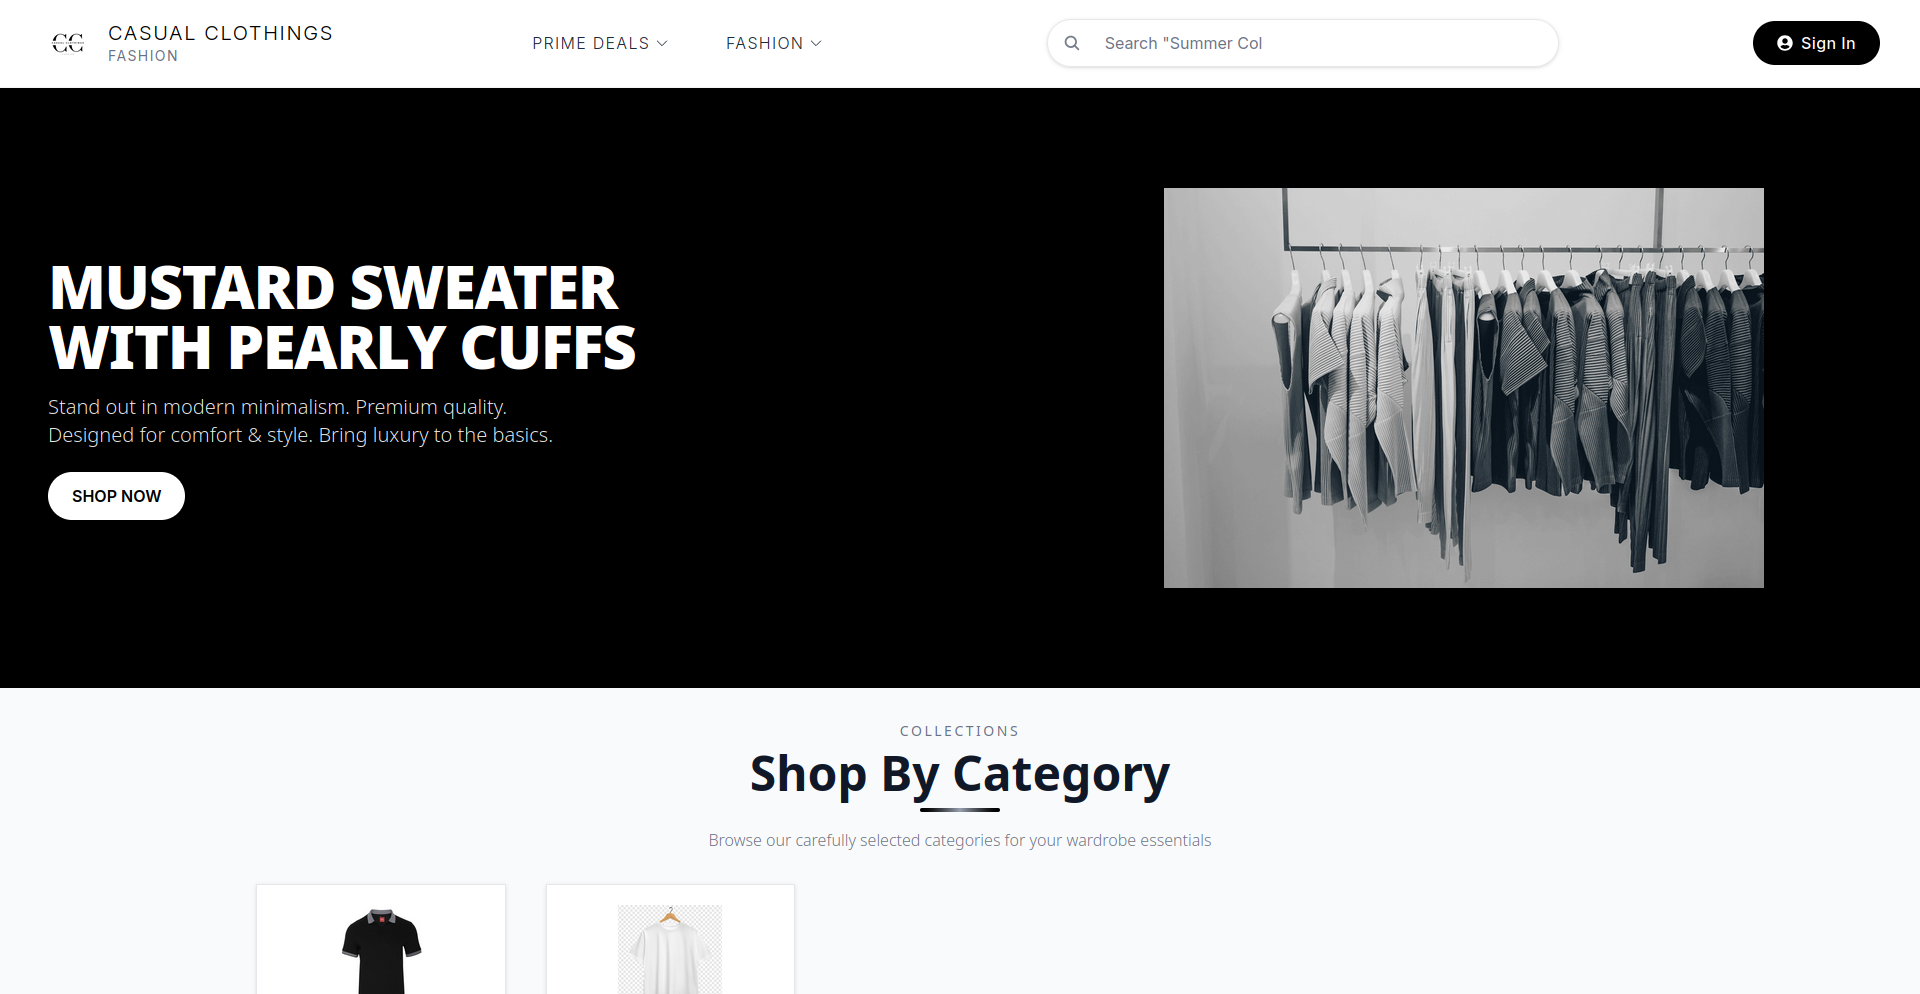 CC
CASUAL CLOTHINGS
FASHION
PRIME DEALS
FASHION
Search "Summer Col
Sign In
MUSTARD SWEATER
WITH PEARLY CUFFS
Stand out in modern minimalism. Premium quality.
Designed for comfort & style. Bring luxury to the basics.
SHOP NOW
COLLECTIONS
Shop By Category
Browse our carefully selected categories for your wardrobe essentials